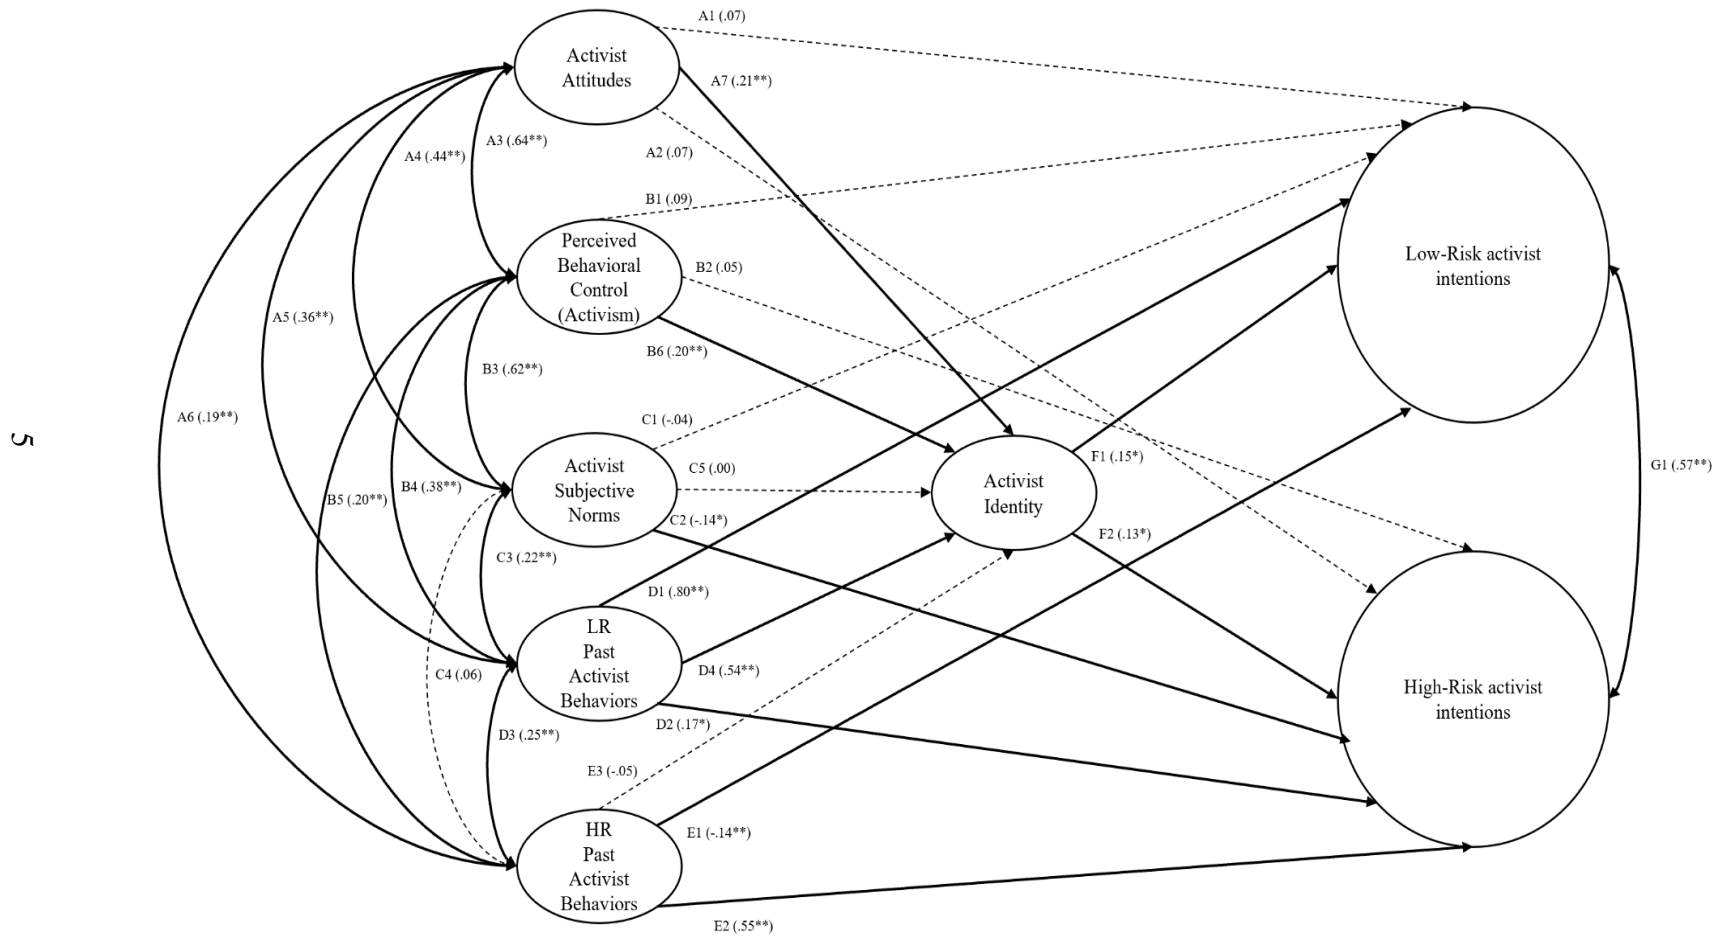 A1 (.07)
Activist
Attitudes
A7 (.21**)
A3 (.64**)
A4 (.44**)
A2 (.07)
B1 (.09)
Perceived
Behavioral
Control
(Activism)
B2 (.05)
Low-Risk activist
intentions
A5 (.36**)
B6 (.20**)
B3 (.62**)
A6 (.19**)
C1 (-.04)
5
Activist
Subjective
Norms
C5 (.00)
Activist
Identity
F1 (.15*)
G1 (.57**)
B5 (.20**)
B4 (.38**)
C2 (-.14*)
F2 (.13*)
C3 (.22**)
D1 (.80**)
LR
Past
Activist
Behaviors
C4 (.06)
D4 (.54**)
High-Risk activist
intentions
D2 (.17*)
D3 (.25**)
E3 (-.05)
HR
Past
Activist
Behaviors
E1 (-.14**)
E2 (.55**)